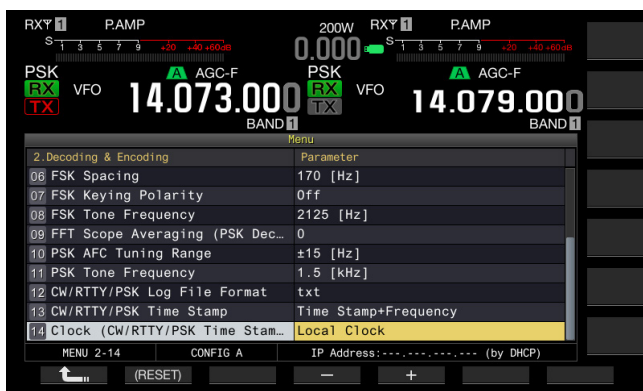 RX 1 P.AMP 200W RX 1 P.AMP
S 1 3 5 7 9 +20 +40 +60dB 0.000 S 1 3 5 7 9 +20 +40 +60dB
PSK A AGC-F PSK A AGC-F
RX VFO 14.073.000 RX VFO 14.079.000
TX TX
BAND 1 BAND 1
Menu
2.Decoding & Encoding Parameter
06 FSK Spacing 170 [Hz]
07 FSK Keying Polarity Off
08 FSK Tone Frequency 2125 [Hz]
09 FFT Scope Averaging (PSK Dec... 0
10 PSK AFC Tuning Range ±15 [Hz]
11 PSK Tone Frequency 1.5 [kHz]
12 CW/RTTY/PSK Log File Format txt
13 CW/RTTY/PSK Time Stamp Time Stamp+Frequency
14 Clock (CW/RTTY/PSK Time Stam... Local Clock
MENU 2-14 CONFIG A IP Address:---.---.---.--- (by DHCP)
(RESET) − +